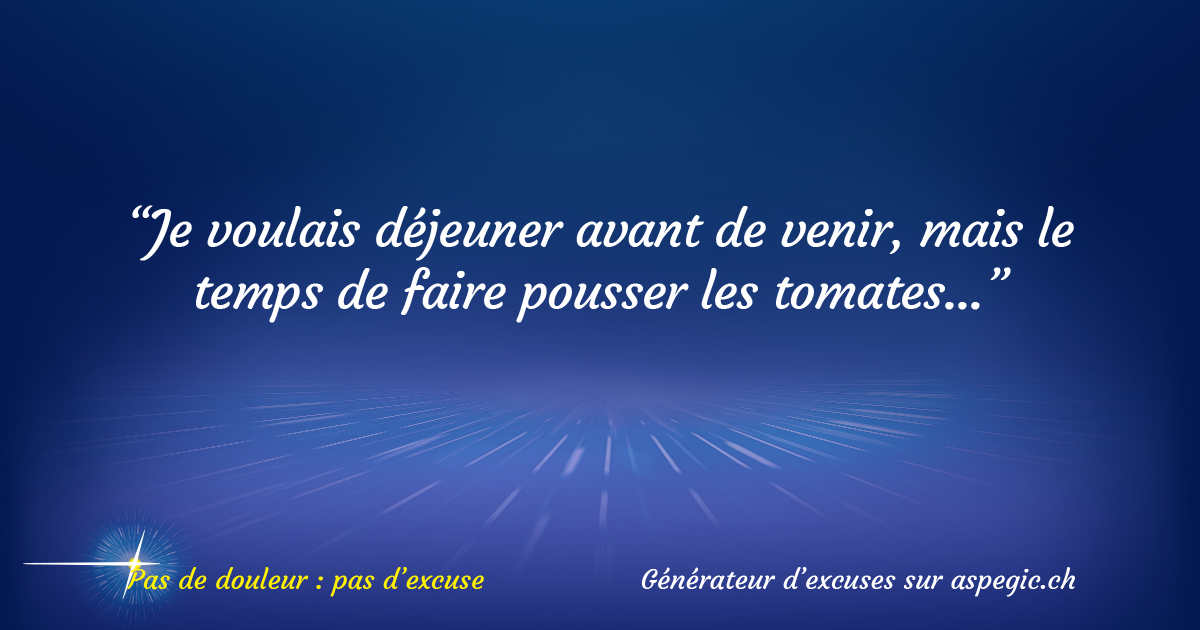 “Je voulais déjeuner avant de venir, mais le
temps de faire pousser les tomates...”
Pas de douleur : pas d’excuse
Générateur d’excuses sur aspegic.ch